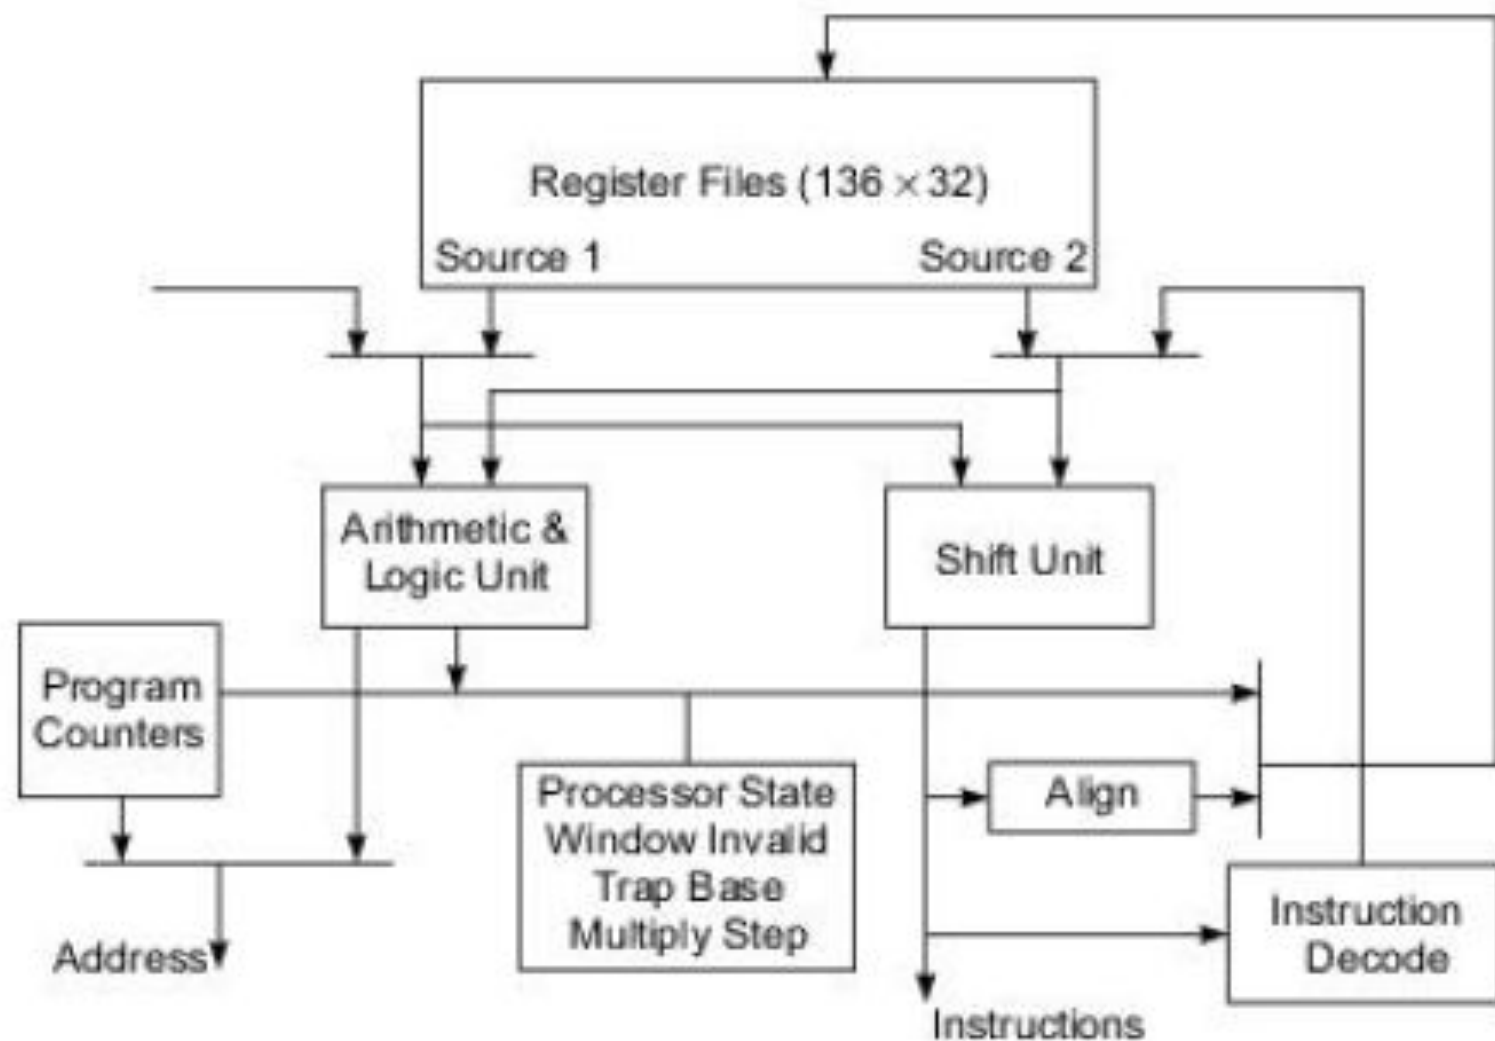 Register Files (136 × 32)
Source 1
Source 2
Arithmetic &
Logic Unit
Shift Unit
Program
Counters
Processor State
Window Invalid
Trap Base
Multiply Step
Align
Instruction
Decode
Address
Instructions